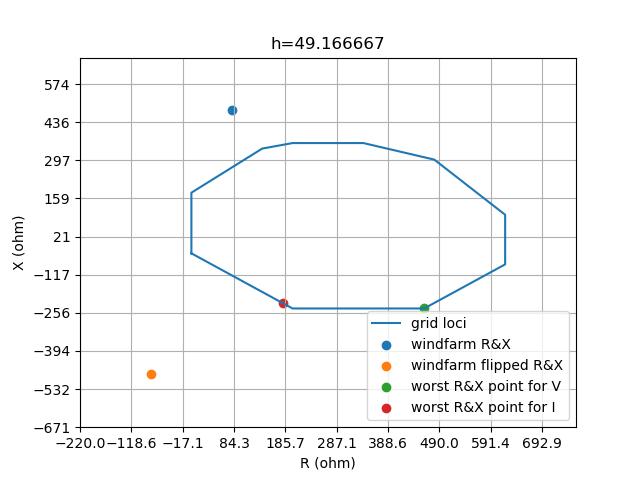 h=49.166667
574
436
297
159
21
−117
−256
−394
−532
−671
X (ohm)
grid loci
windfarm R&X
windfarm flipped R&X
worst R&X point for V
worst R&X point for I
−220.0 −118.6 −17.1 84.3 185.7 287.1 388.6 490.0 591.4 692.9
R (ohm)